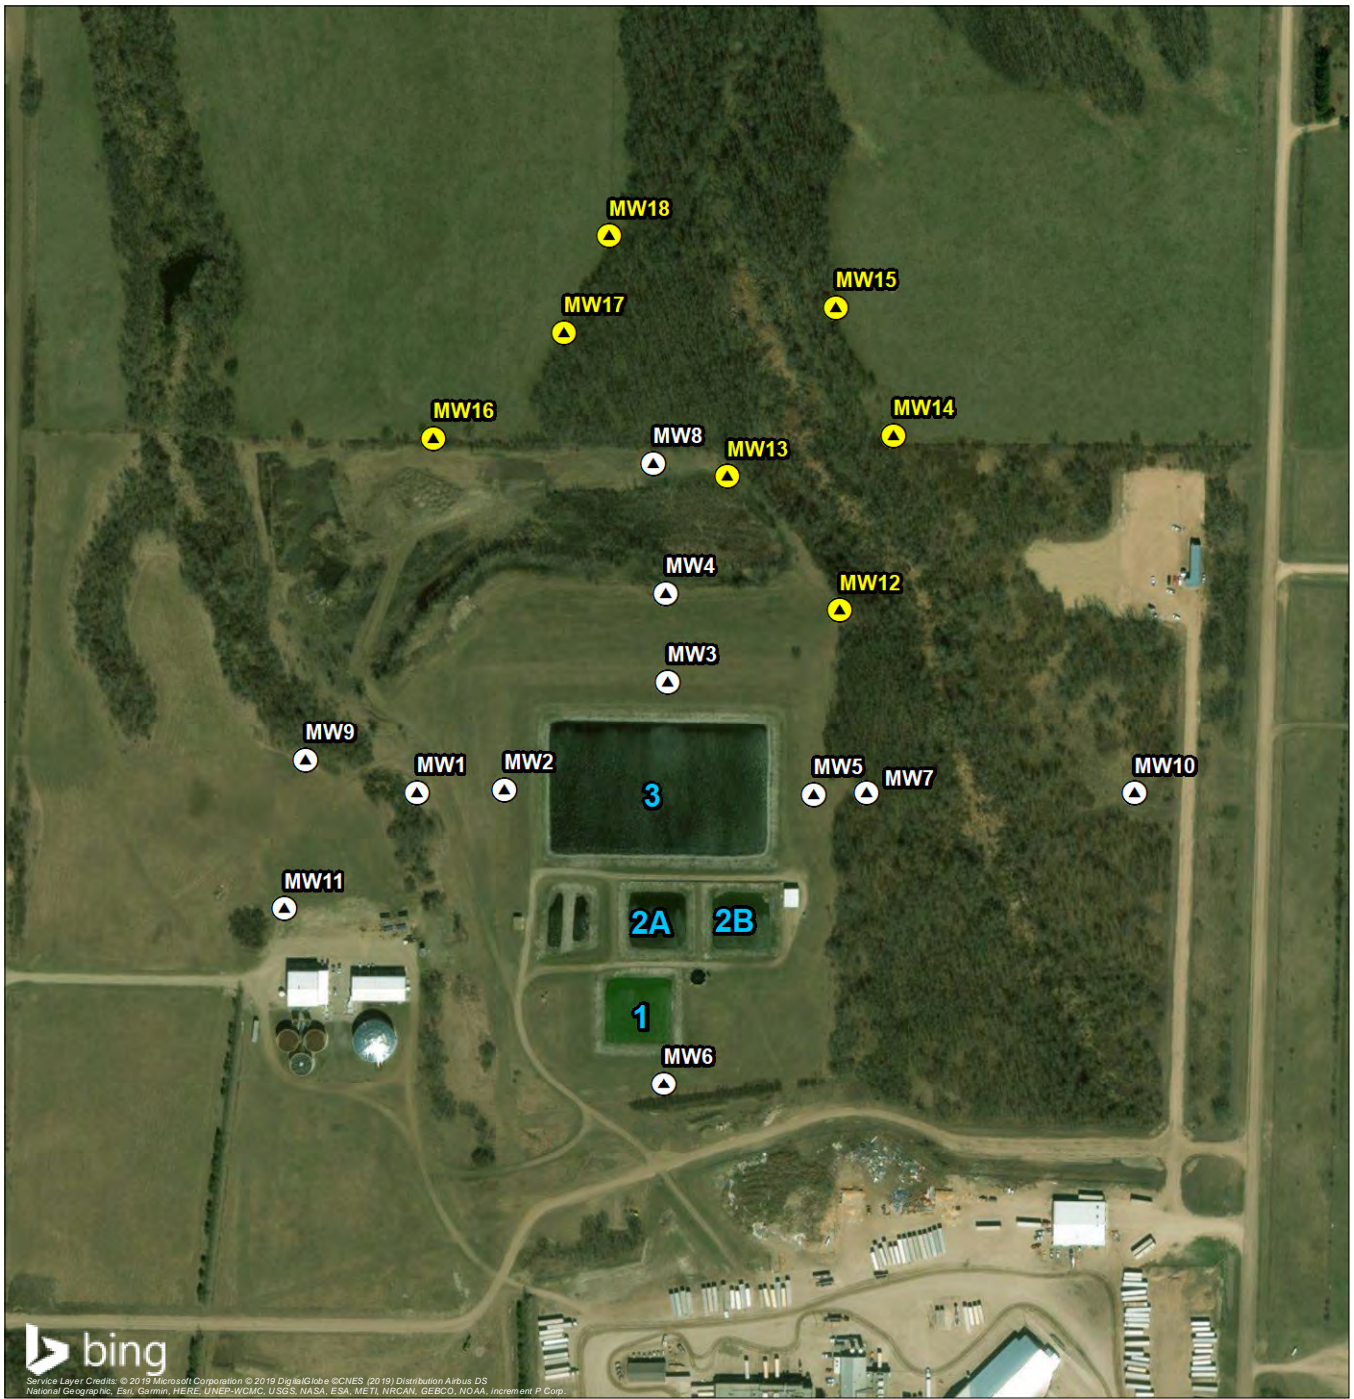 MW18
MW15
MW17
MW16
MW14
MW8
MW13
MW4
MW12
MW3
MW9
MW1
MW2
MW5
MW7
MW10
3
MW11
2A
2B
1
MW6
bing
Service Layer Credits: © 2019 Microsoft Corporation © 2019 DigitalGlobe ©CNES (2019) Distribution Airbus DS
National Geographic, Esri, Garmin, HERE, UNEP-WCMC, USGS, NASA, ESA, METI, NRCAN, GEBCO, NOAA, increment P Corp.